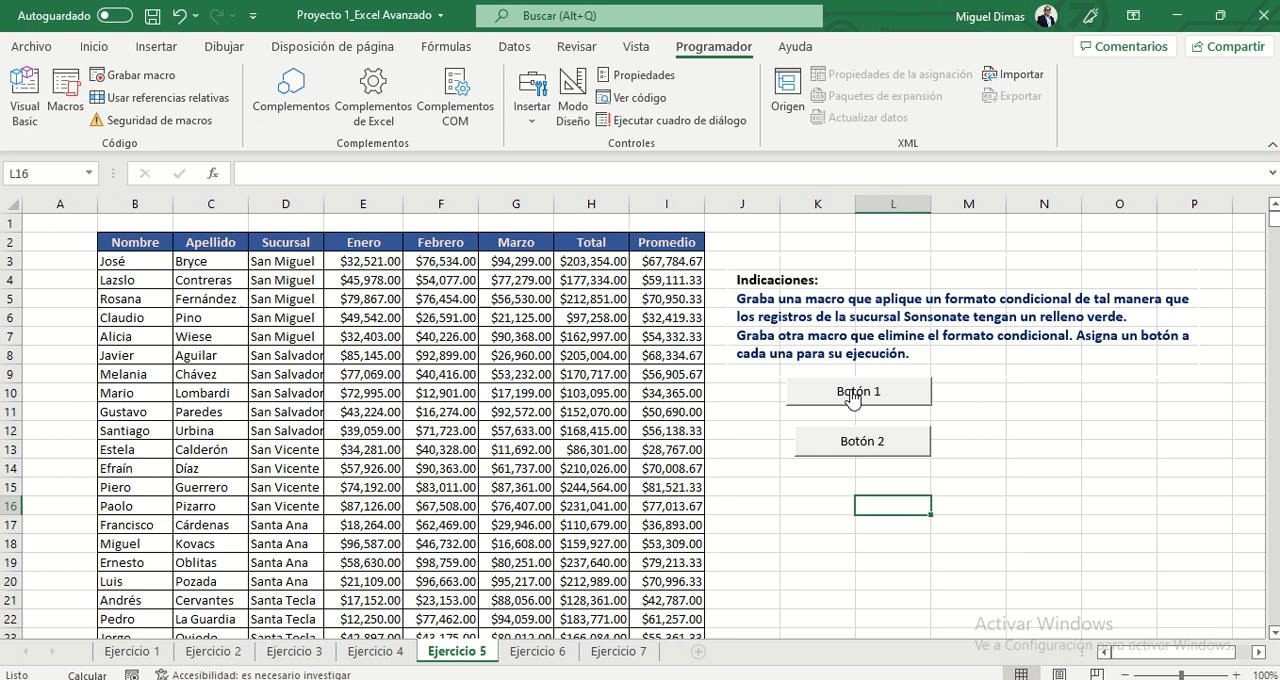 Autoguardado Proyecto 1_Excel Avanzado Buscar (Alt+Q) Miguel Dimas
Archivo Inicio Insertar Dibujar Disposición de página Fórmulas Datos Revisar Vista Programador Ayuda Comentarios Compartir
Visual Basic
Macros
Grabar macro
Usar referencias relativas
Seguridad de macros
Código
Complementos
Complementos de Excel
Complementos COM
Complementos
Insertar
Modo Diseño
Propiedades
Ver código
Ejecutar cuadro de diálogo
Controles
Origen
Propiedades de la asignación
Paquetes de expansión
Actualizar datos
Importar
Exportar
XML
L16 fx
A B C D E F G H I J K L M N O P
1
2 Nombre Apellido Sucursal Enero Febrero Marzo Total Promedio
3 José Bryce San Miguel $32,521.00 $76,534.00 $94,299.00 $203,354.00 $67,784.67
4 Lazslo Contreras San Miguel $45,978.00 $54,077.00 $77,279.00 $177,334.00 $59,111.33
5 Rosana Fernández San Miguel $79,867.00 $76,454.00 $56,530.00 $212,851.00 $70,950.33
6 Claudio Pino San Miguel $49,542.00 $26,591.00 $21,125.00 $97,258.00 $32,419.33
7 Alicia Wiese San Miguel $32,403.00 $40,226.00 $90,368.00 $162,997.00 $54,332.33
8 Javier Aguilar San Salvador $85,145.00 $92,899.00 $26,960.00 $205,004.00 $68,334.67
9 Melania Chávez San Salvador $77,069.00 $40,416.00 $53,232.00 $170,717.00 $56,905.67
10 Mario Lombardi San Salvador $72,995.00 $12,901.00 $17,199.00 $103,095.00 $34,365.00
11 Gustavo Paredes San Salvador $43,224.00 $16,274.00 $92,572.00 $152,070.00 $50,690.00
12 Santiago Urbina San Salvador $39,059.00 $71,723.00 $57,633.00 $168,415.00 $56,138.33
13 Estela Calderón San Vicente $34,281.00 $40,328.00 $11,692.00 $86,301.00 $28,767.00
14 Efraín Díaz San Vicente $57,926.00 $90,363.00 $61,737.00 $210,026.00 $70,008.67
15 Piero Guerrero San Vicente $74,192.00 $83,011.00 $87,361.00 $244,564.00 $81,521.33
16 Paolo Pizarro San Vicente $87,126.00 $67,508.00 $76,407.00 $231,041.00 $77,013.67
17 Francisco Cárdenas Santa Ana $18,264.00 $62,469.00 $29,946.00 $110,679.00 $36,893.00
18 Miguel Kovacs Santa Ana $96,587.00 $46,732.00 $16,608.00 $159,927.00 $53,309.00
19 Ernesto Oblitas Santa Ana $58,630.00 $98,759.00 $80,251.00 $237,640.00 $79,213.33
20 Luis Pozada Santa Ana $21,109.00 $96,663.00 $95,217.00 $212,989.00 $70,996.33
21 Andrés Cervantes Santa Tecla $17,152.00 $23,153.00 $88,056.00 $128,361.00 $42,787.00
22 Pedro La Guardia Santa Tecla $12,250.00 $77,462.00 $94,059.00 $183,771.00 $61,257.00
23 Jorge Oviedo Santa Tecla $42,837.00 $43,175.00 $80,012.00 $166,084.00 $55,361.33
Indicaciones:
Graba una macro que aplique un formato condicional de tal manera que
los registros de la sucursal Sonsonate tengan un relleno verde.
Graba otra macro que elimine el formato condicional. Asigna un botón a
cada una para su ejecución.
Botón 1
Botón 2
Activar Windows
Ve a Configuración para activar Windows.
Ejercicio 1 Ejercicio 2 Ejercicio 4 Ejercicio 5 Ejercicio 6 Ejercicio 7
Listo Calcular Accesibilidad: es necesario investigar 100%